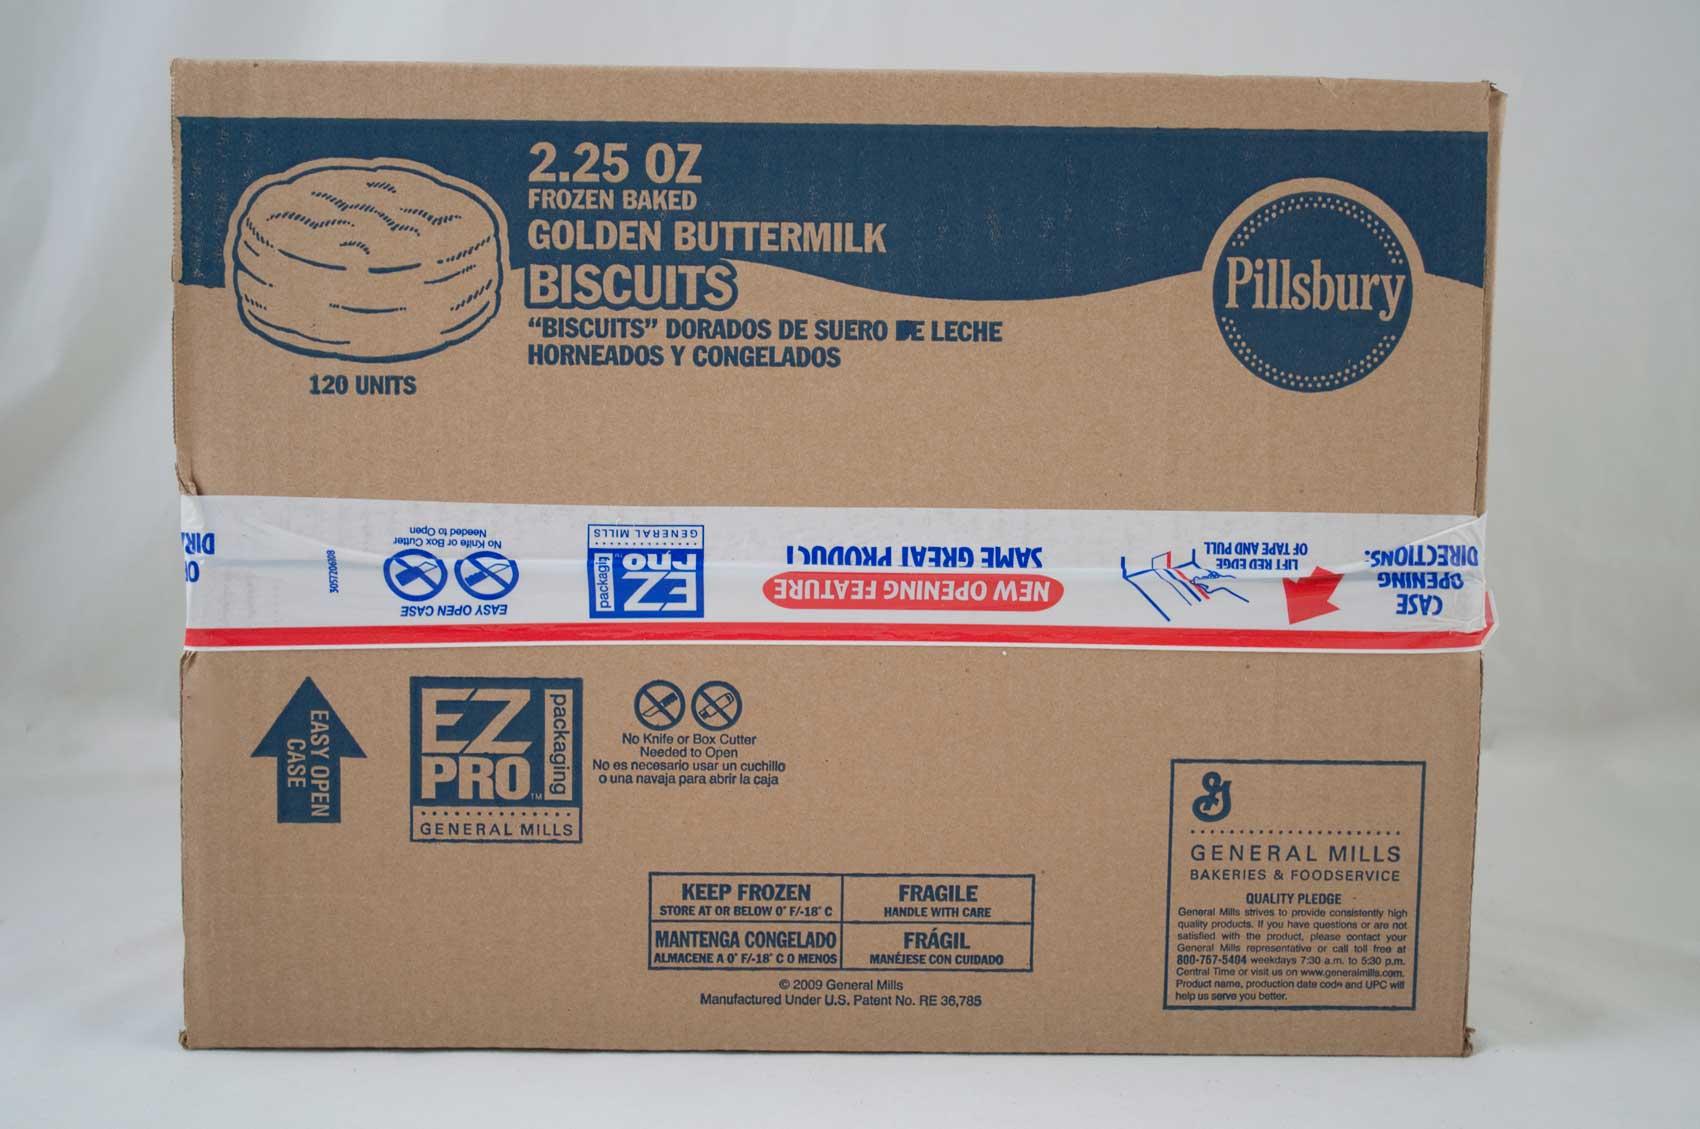 2.25 OZ
FROZEN BAKED
GOLDEN BUTTERMILK
BISCUITS
“BISCUITS” DORADOS DE SUERO DE LECHE
HORNEADOS Y CONGELADOS
120 UNITS
Pillsbury
CASE
OPENING
DIRECTIONS:
LIFT RED EDGE
OF TAPE AND PULL
NEW OPENING FEATURE
SAME GREAT PRODUCT
EZ
PRO
packaging
GENERAL MILLS
EASY OPEN CASE
No Knife or Box Cutter
Needed to Open
3057206008
DIR
EASY OPEN
CASE
EZ
PRO™
packaging
GENERAL MILLS
No Knife or Box Cutter
Needed to Open
No es necesario usar un cuchillo
o una navaja para abrir la caja
KEEP FROZEN
STORE AT OR BELOW 0° F/-18° C
FRAGILE
HANDLE WITH CARE
MANTENGA CONGELADO
ALMACENE A 0° F/-18° C O MENOS
FRÁGIL
MANÉJESE CON CUIDADO
© 2009 General Mills
Manufactured Under U.S. Patent No. RE 36,785
G
GENERAL MILLS
BAKERIES & FOODSERVICE
QUALITY PLEDGE
General Mills strives to provide consistently high
quality products. If you have questions or are not
satisfied with the product, please contact your
General Mills representative or call toll free at
800-767-5404 weekdays 7:30 a.m. to 5:30 p.m.
Central Time or visit us on www.generalmills.com.
Product name, production date code and UPC will
help us serve you better.